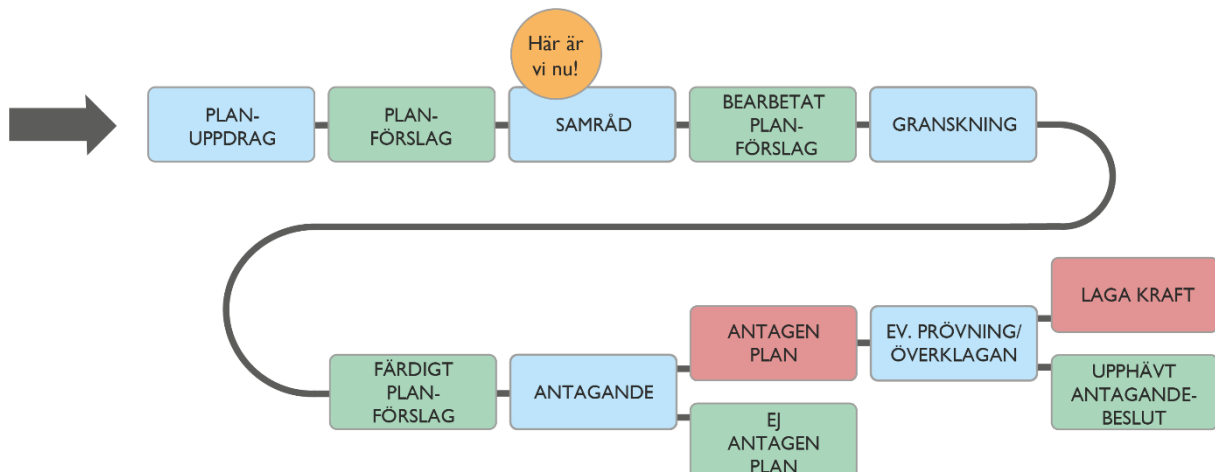 Här är
vi nu!
PLAN-
UPPDRAG
PLAN-
FÖRSLAG
SAMRÅD
BEARBETAT
PLAN-
FÖRSLAG
GRANSKNING
FÄRDIGT
PLAN-
FÖRSLAG
ANTAGANDE
ANTAGEN
PLAN
EJ
ANTAGEN
PLAN
EV. PRÖVNING/
ÖVERKLAGAN
LAGA KRAFT
UPPHÄVT
ANTAGANDE-
BESLUT